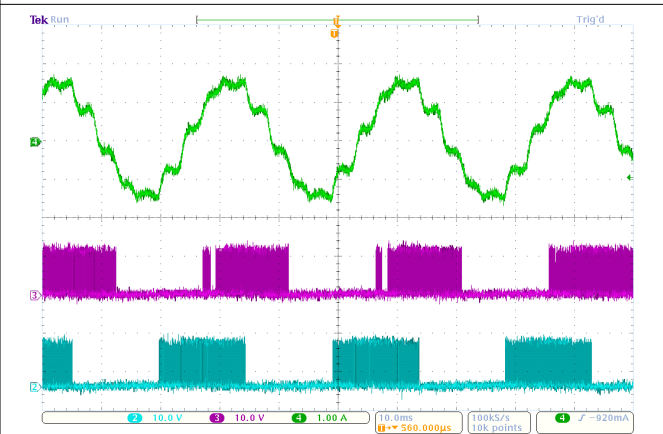 Tek Run Trig'd
T
T
4
3
2
2 10.0 V 3 10.0 V 4 1.00 A 10.0ms 100kS/s 4 ∫ −920mA
T→▼ 560.000µs 10k points